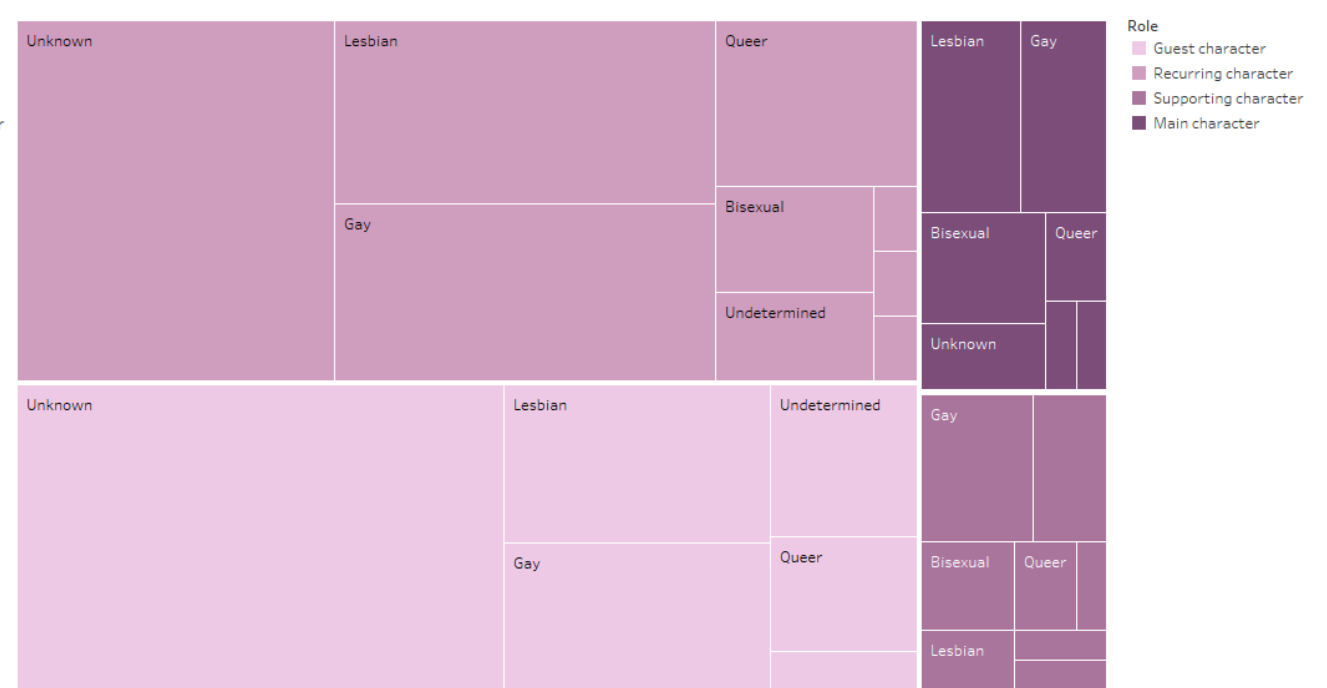 Unknown
Lesbian
Queer
Gay
Bisexual
Undetermined
Lesbian
Gay
Bisexual
Queer
Unknown
Unknown
Lesbian
Undetermined
Gay
Queer
Gay
Bisexual
Queer
Lesbian
Role
Guest character
Recurring character
Supporting character
Main character